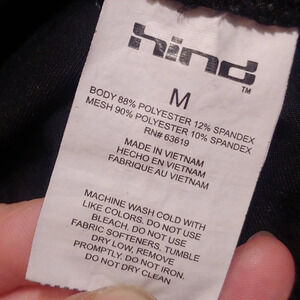 hind
TM
M
BODY 88% POLYESTER 12% SPANDEX
MESH 90% POLYESTER 10% SPANDEX
RN# 63619
MADE IN VIETNAM
HECHO EN VIETNAM
FABRIQUE AU VIETNAM
MACHINE WASH COLD WITH
LIKE COLORS. DO NOT USE
BLEACH. DO NOT USE
FABRIC SOFTENERS, TUMBLE
DRY LOW, REMOVE
PROMPTLY. DO NOT IRON.
DO NOT DRY CLEAN